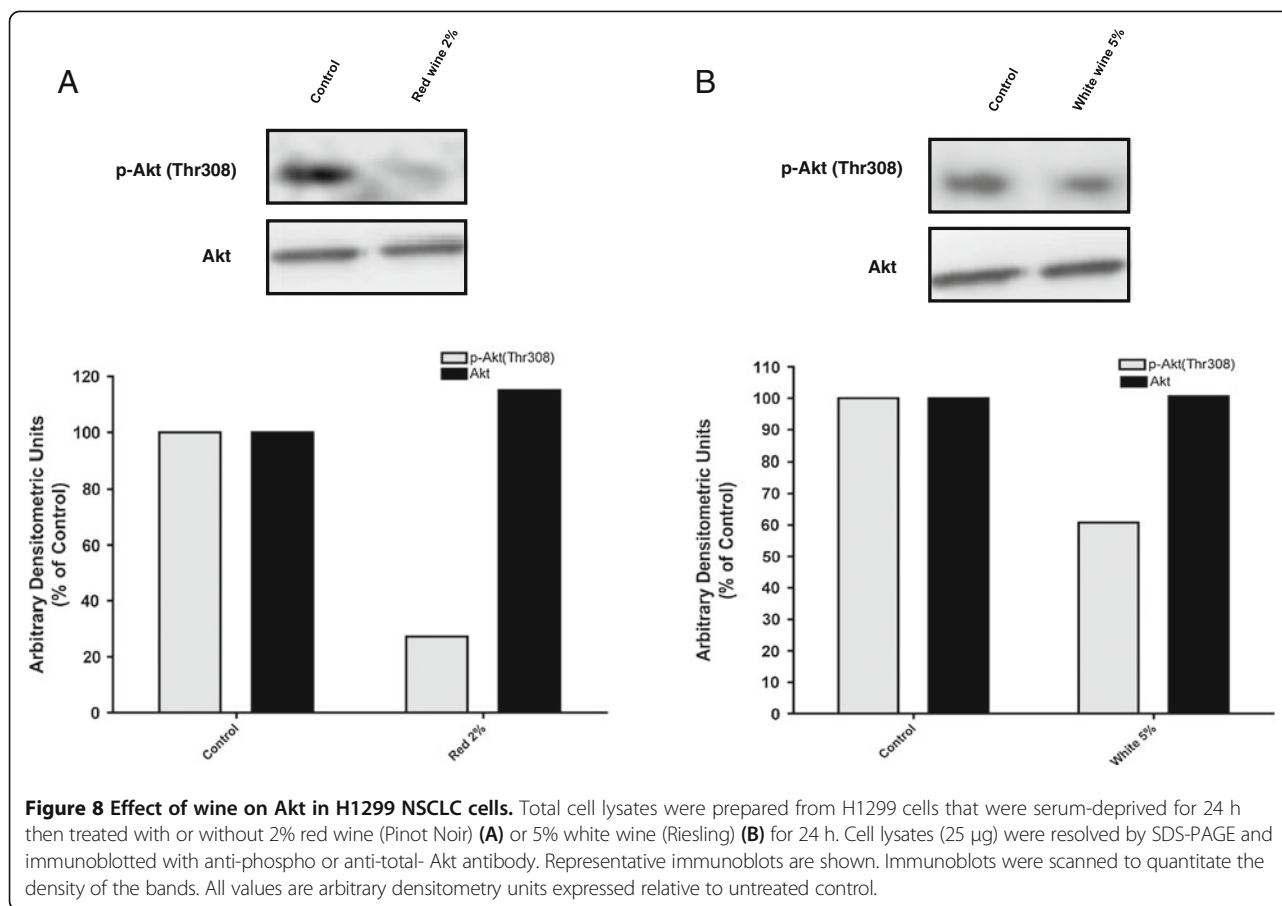 A
Control
Red wine 2%
p-Akt (Thr308)
Akt
p-Akt(Thr308)
Akt
120
100
80
60
40
20
0
Arbitrary Densitometric Units
(% of Control)
Control
Red 2%
B
Control
White wine 5%
p-Akt (Thr308)
Akt
p-Akt(Thr308)
Akt
110
100
90
80
70
60
50
40
30
20
10
0
Arbitrary Densitometric Units
(% of Control)
Control
White 5%
Figure 8 Effect of wine on Akt in H1299 NSCLC cells. Total cell lysates were prepared from H1299 cells that were serum-deprived for 24 h
then treated with or without 2% red wine (Pinot Noir) (A) or 5% white wine (Riesling) (B) for 24 h. Cell lysates (25 μg) were resolved by SDS-PAGE and
immunoblotted with anti-phospho or anti-total- Akt antibody. Representative immunoblots are shown. Immunoblots were scanned to quantitate the
density of the bands. All values are arbitrary densitometry units expressed relative to untreated control.